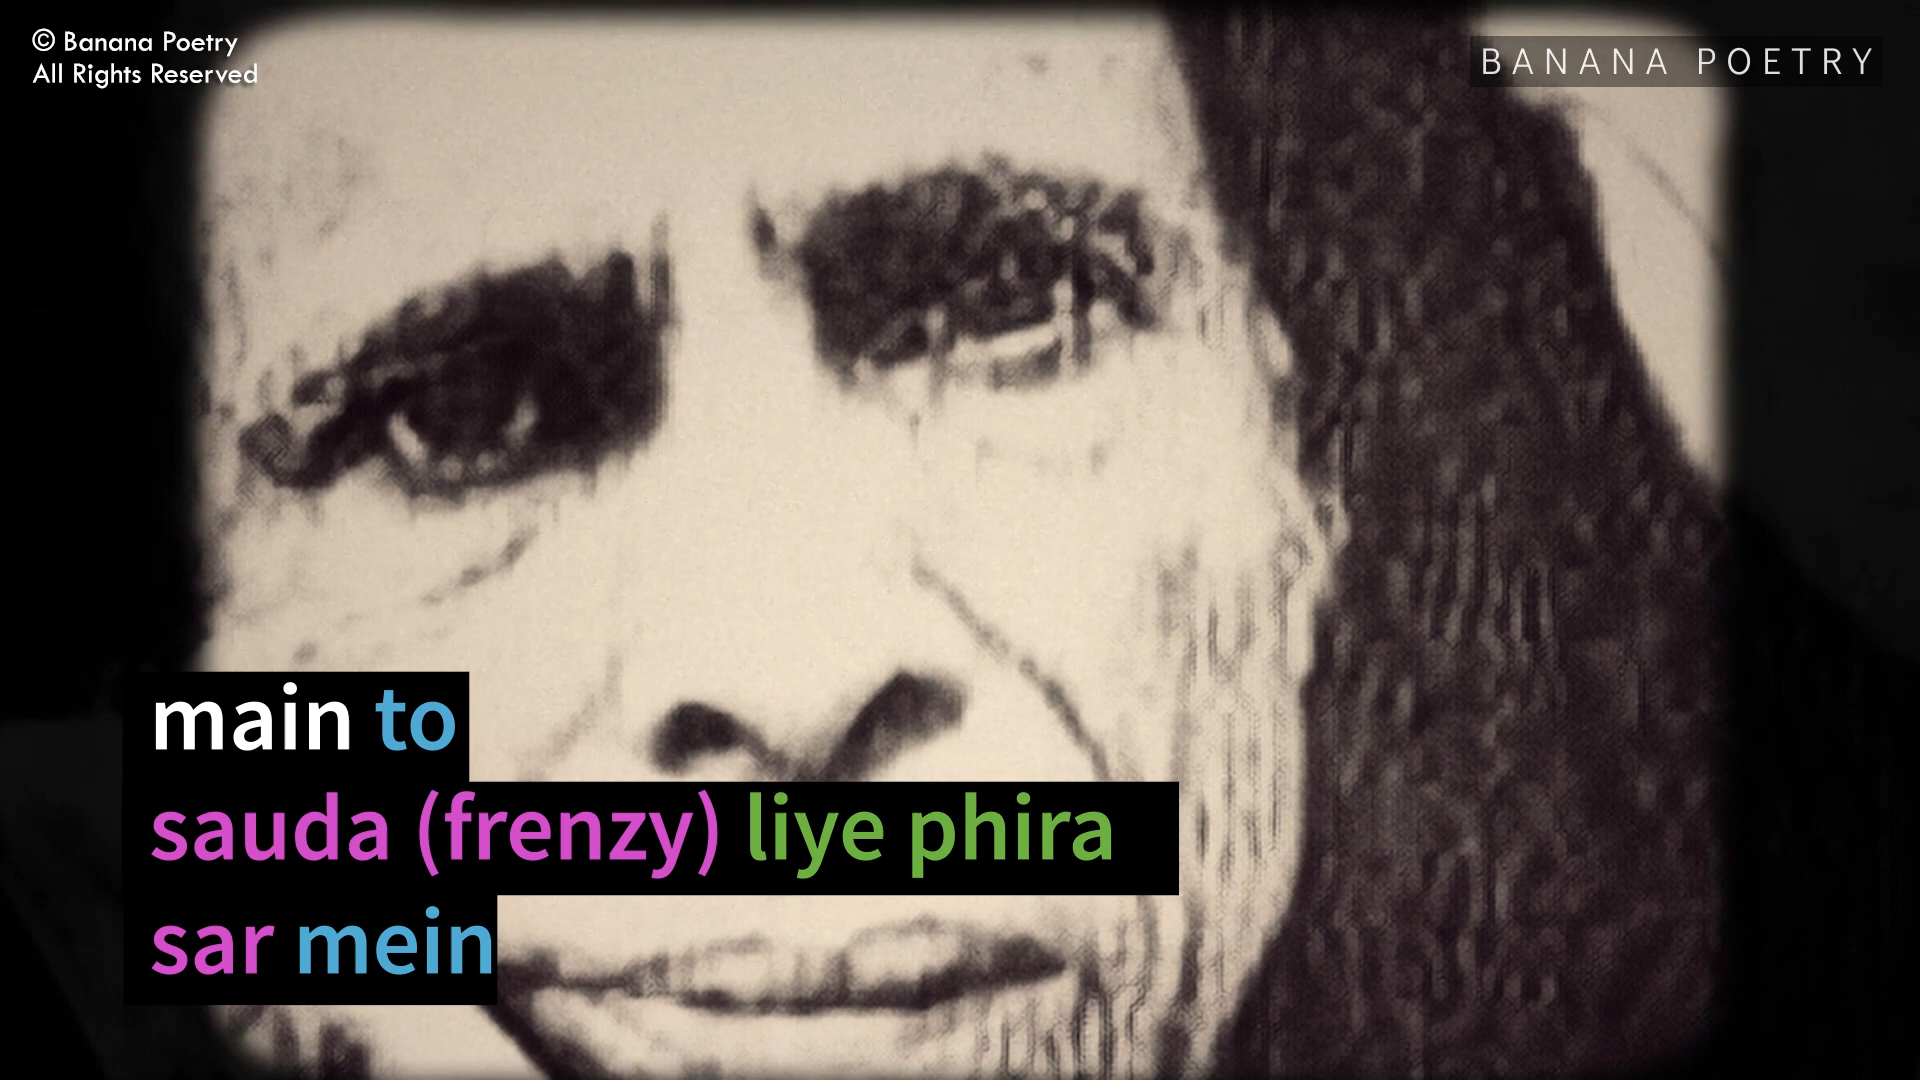 © Banana Poetry
All Rights Reserved
BANANA POETRY
main to
sauda (frenzy) liye phira
sar mein